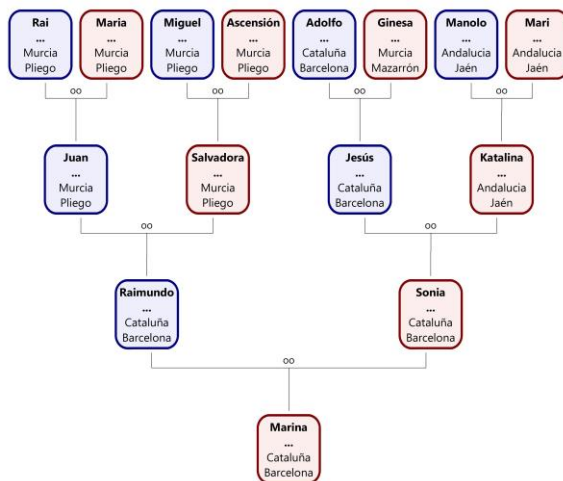 Rai
...
Murcia
Pliego
Maria
...
Murcia
Pliego
Miguel
...
Murcia
Pliego
Ascensión
...
Murcia
Pliego
Adolfo
...
Cataluña
Barcelona
Ginesa
...
Murcia
Mazarrón
Manolo
...
Andalucia
Jaén
Mari
...
Andalucia
Jaén
oo
oo
oo
oo
Juan
...
Murcia
Pliego
Salvadora
...
Murcia
Pliego
Jesús
...
Cataluña
Barcelona
Katalina
...
Andalucia
Jaén
oo
oo
Raimundo
...
Cataluña
Barcelona
Sonia
...
Cataluña
Barcelona
oo
Marina
...
Cataluña
Barcelona